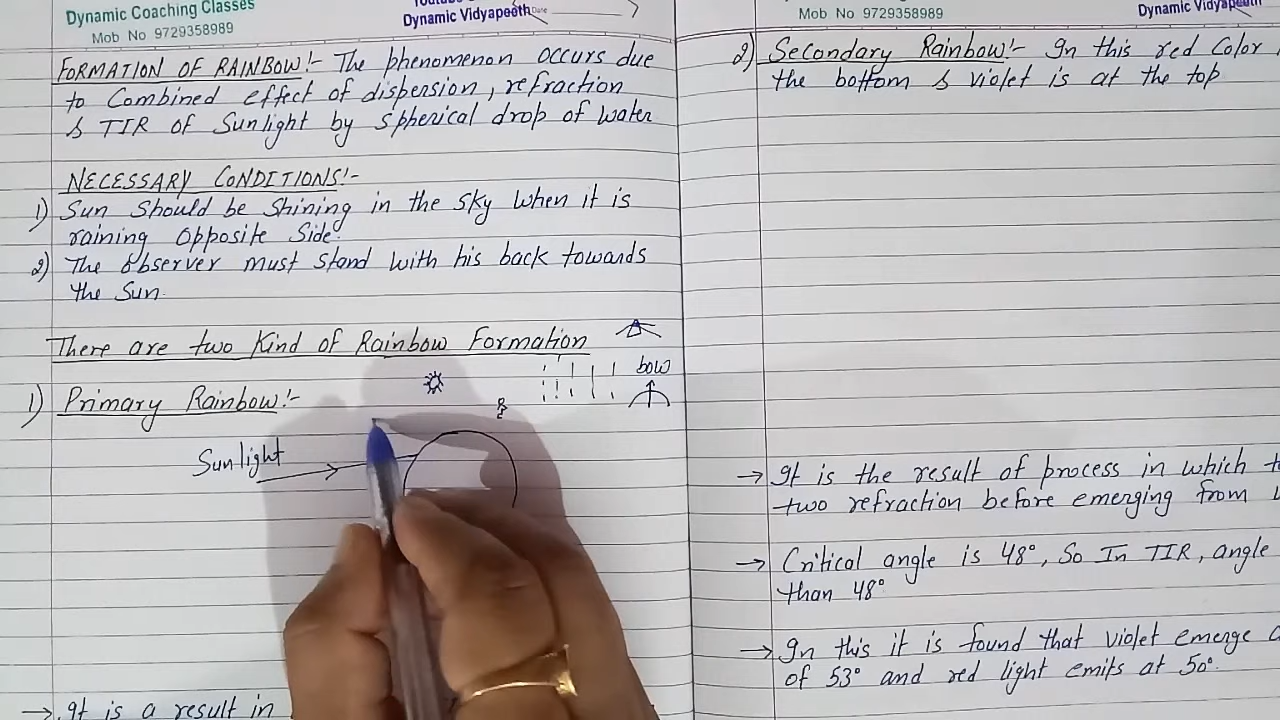 Dynamic Coaching Classes
Mob No 9729358989
Dynamic Vidyapeeth
Date
FORMATION OF RAINBOW:- The phenomenon occurs due
to Combined effect of dispersion, refraction
& TIR of Sunlight by spherical drop of water
NECESSARY CONDITIONS:-
1) Sun should be shining in the sky when it is
raining opposite side.
2) The observer must stand with his back towards
the Sun.
There are two kind of Rainbow Formation
bow
1) Primary Rainbow:-
Sunlight
→ It is a result in
Mob No 9729358989
Dynamic Vidyapeeth
2) Secondary Rainbow:- In this red color
the bottom & violet is at the top
→ It is the result of process in which
two refraction before emerging from
→ Critical angle is 48°, So In TIR, angle
than 48°
→ In this it is found that violet emerge
of 53° and red light emits at 50°.